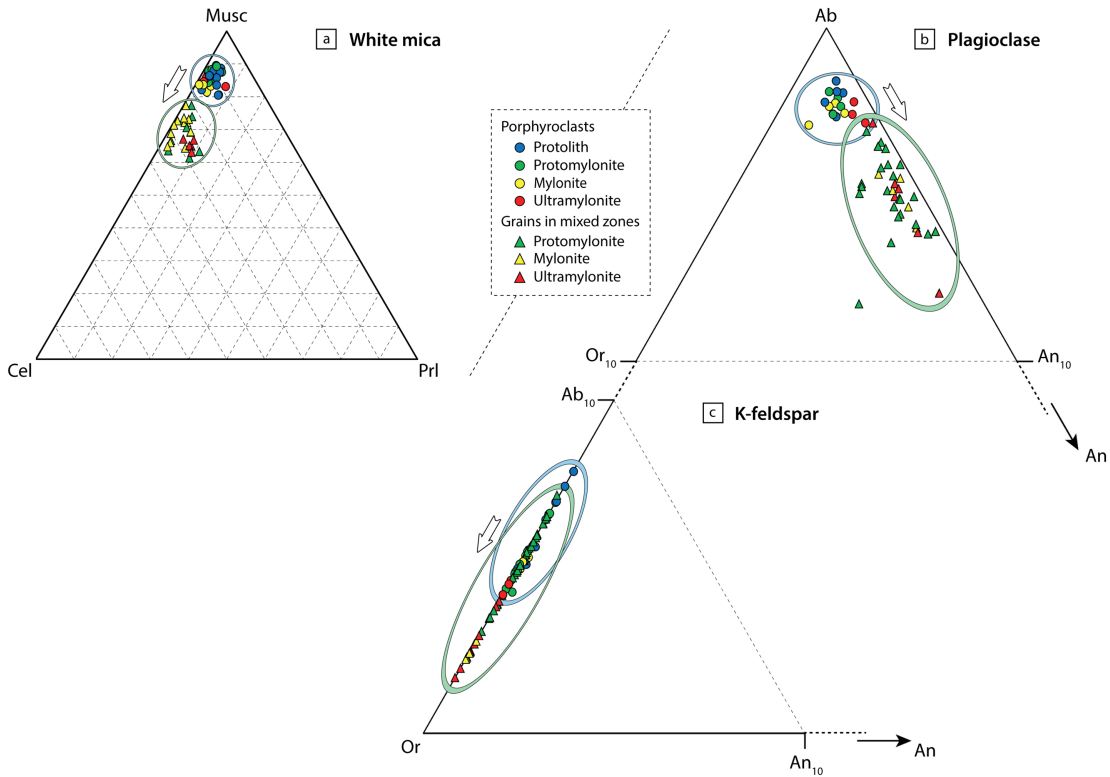 Musc
a White mica
Cel
Prl
Porphyroclasts
Protolith
Protomylonite
Mylonite
Ultramylonite
Grains in mixed zones
Protomylonite
Mylonite
Ultramylonite
Ab
b Plagioclase
Or10
An10
An
Ab10
c K-feldspar
Or
An10
An